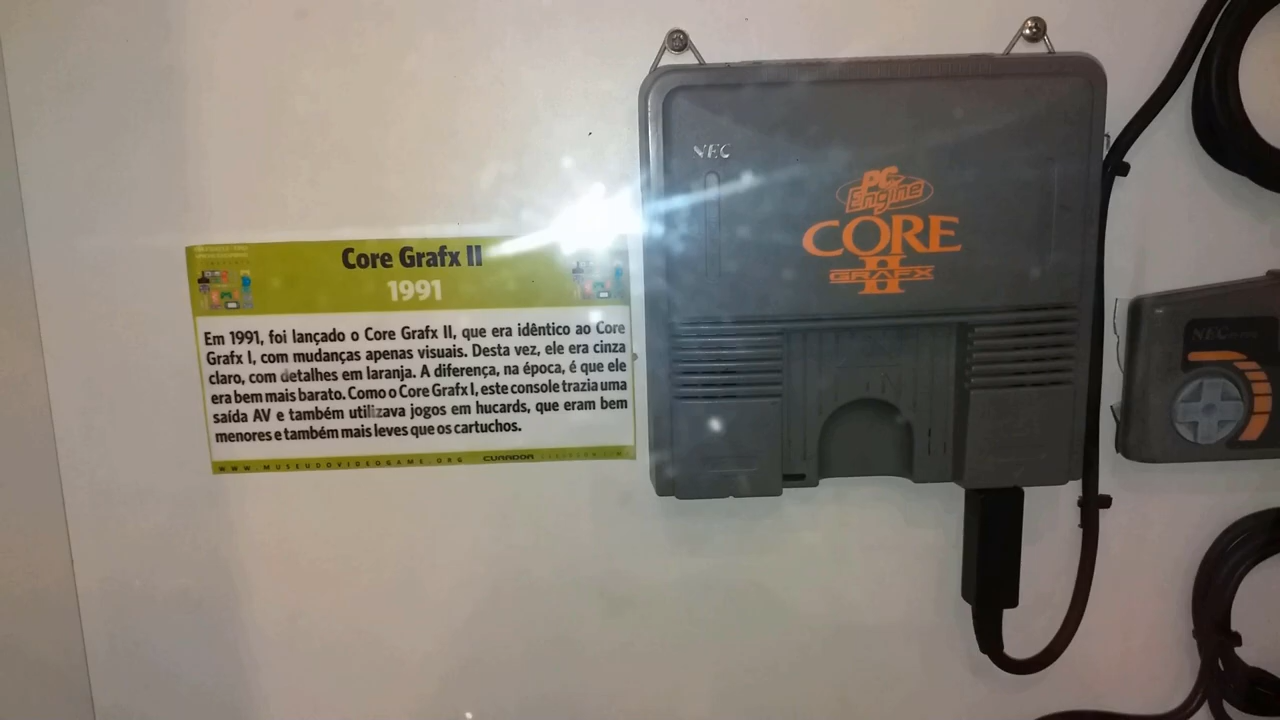 Core Grafx II
1991
Em 1991, foi lançado o Core Grafx II, que era idêntico ao Core
Grafx I, com mudanças apenas visuais. Desta vez, ele era cinza
claro, com detalhes em laranja. A diferença, na época, é que ele
era bem mais barato. Como o Core Grafx I, este console trazia uma
saída AV e também utilizava jogos em hucards, que eram bem
menores e também mais leves que os cartuchos.
WWW.MUSEUDOVIDEOGAME.ORG CURADOR
NEC
PC
Engine
CORE
II
GRAFX
NEC